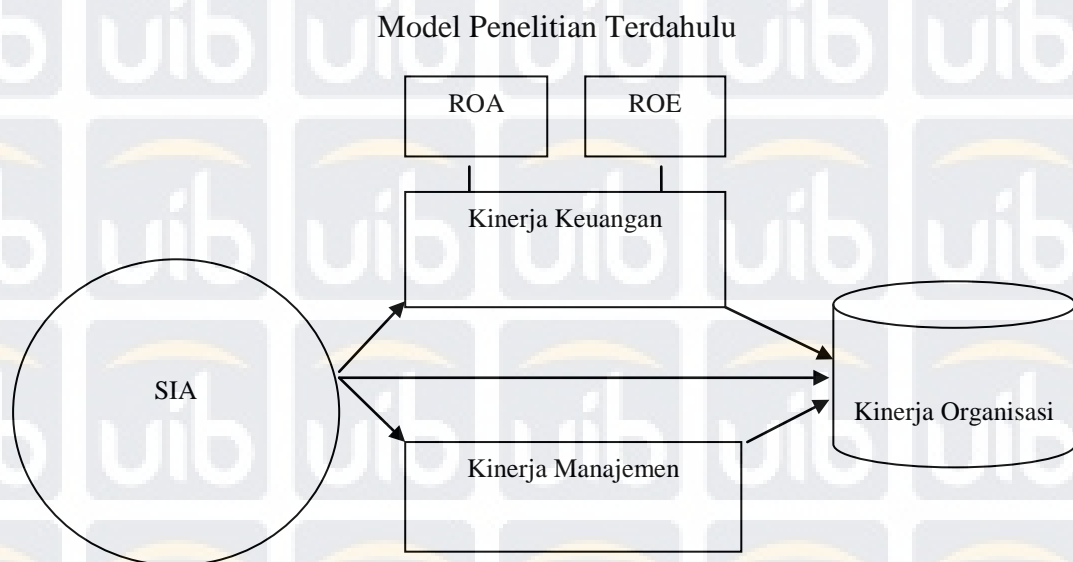 Model Penelitian Terdahulu
ROA
ROE
Kinerja Keuangan
SIA
Kinerja Organisasi
Kinerja Manajemen